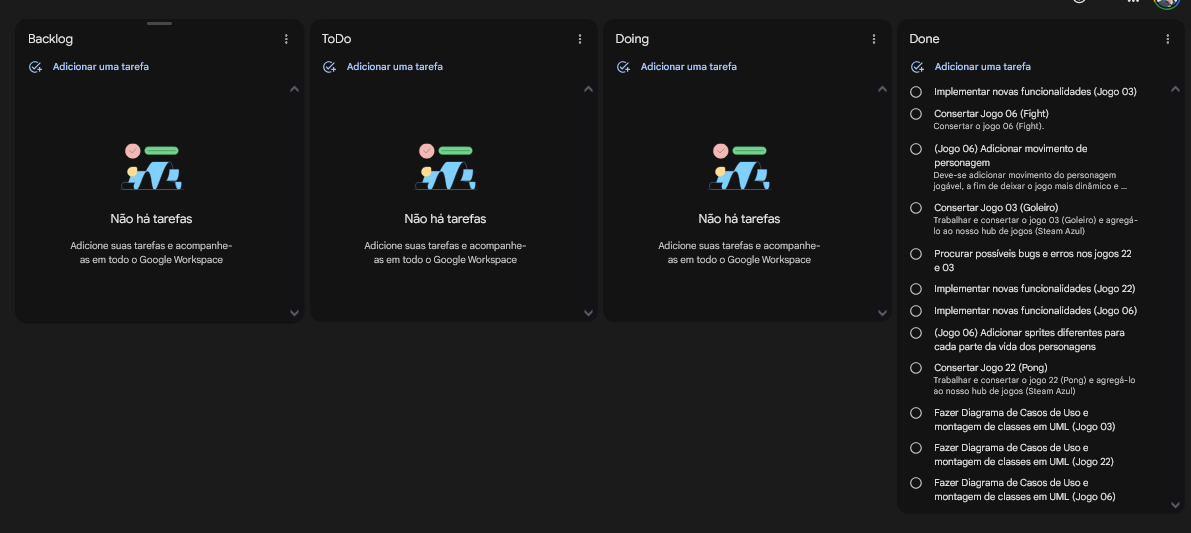 Backlog
Adicionar uma tarefa
Não há tarefas
Adicione suas tarefas e acompanhe-
as em todo o Google Workspace
ToDo
Adicionar uma tarefa
Não há tarefas
Adicione suas tarefas e acompanhe-
as em todo o Google Workspace
Doing
Adicionar uma tarefa
Não há tarefas
Adicione suas tarefas e acompanhe-
as em todo o Google Workspace
Done
Adicionar uma tarefa
Implementar novas funcionalidades (Jogo 03)
Consertar Jogo 06 (Fight)
Consertar o jogo 06 (Fight).
(Jogo 06) Adicionar movimento de
personagem
Deve-se adicionar movimento do personagem
jogável, a fim de deixar o jogo mais dinâmico e ...
Consertar Jogo 03 (Goleiro)
Trabalhar e consertar o jogo 03 (Goleiro) e agregá-
lo ao nosso hub de jogos (Steam Azul)
Procurar possíveis bugs e erros nos jogos 22
e 03
Implementar novas funcionalidades (Jogo 22)
Implementar novas funcionalidades (Jogo 06)
(Jogo 06) Adicionar sprites diferentes para
cada parte da vida dos personagens
Consertar Jogo 22 (Pong)
Trabalhar e consertar o jogo 22 (Pong) e agregá-lo
ao nosso hub de jogos (Steam Azul)
Fazer Diagrama de Casos de Uso e
montagem de classes em UML (Jogo 03)
Fazer Diagrama de Casos de Uso e
montagem de classes em UML (Jogo 22)
Fazer Diagrama de Casos de Uso e
montagem de classes em UML (Jogo 06)